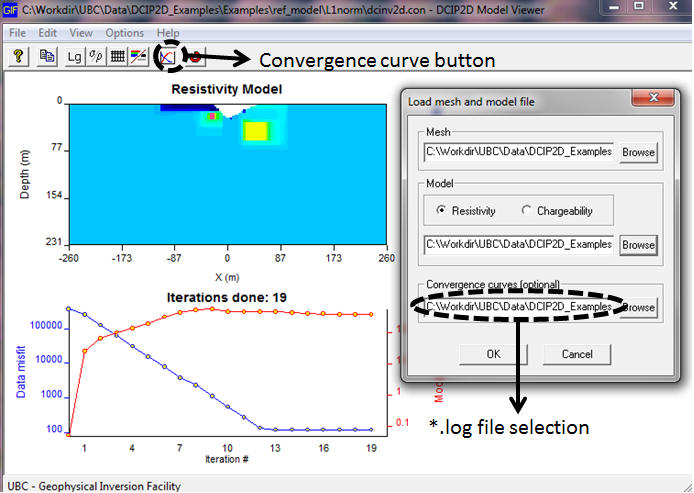 GIF C:\Workdir\UBC\Data\DCIP2D_Examples\Examples\ref_model\L1norm\dcinv2d.con - DCIP2D Model Viewer
File Edit View Options Help
? Lg σ/ρ
Convergence curve button
Resistivity Model
0
77
154
231
Depth (m)
-260 -173 -87 0 87 173 260
X (m)
Iterations done: 19
100000
10000
1000
100
Data misfit
0.1
1 4 7 10 13 16 19
Iteration #
Load mesh and model file
Mesh
C:\Workdir\UBC\Data\DCIP2D_Examples
Browse
Model
Resistivity Chargeability
C:\Workdir\UBC\Data\DCIP2D_Examples
Browse
Convergence curves (optional)
C:\Workdir\UBC\Data\DCIP2D_Examples
Browse
OK Cancel
*.log file selection
UBC - Geophysical Inversion Facility